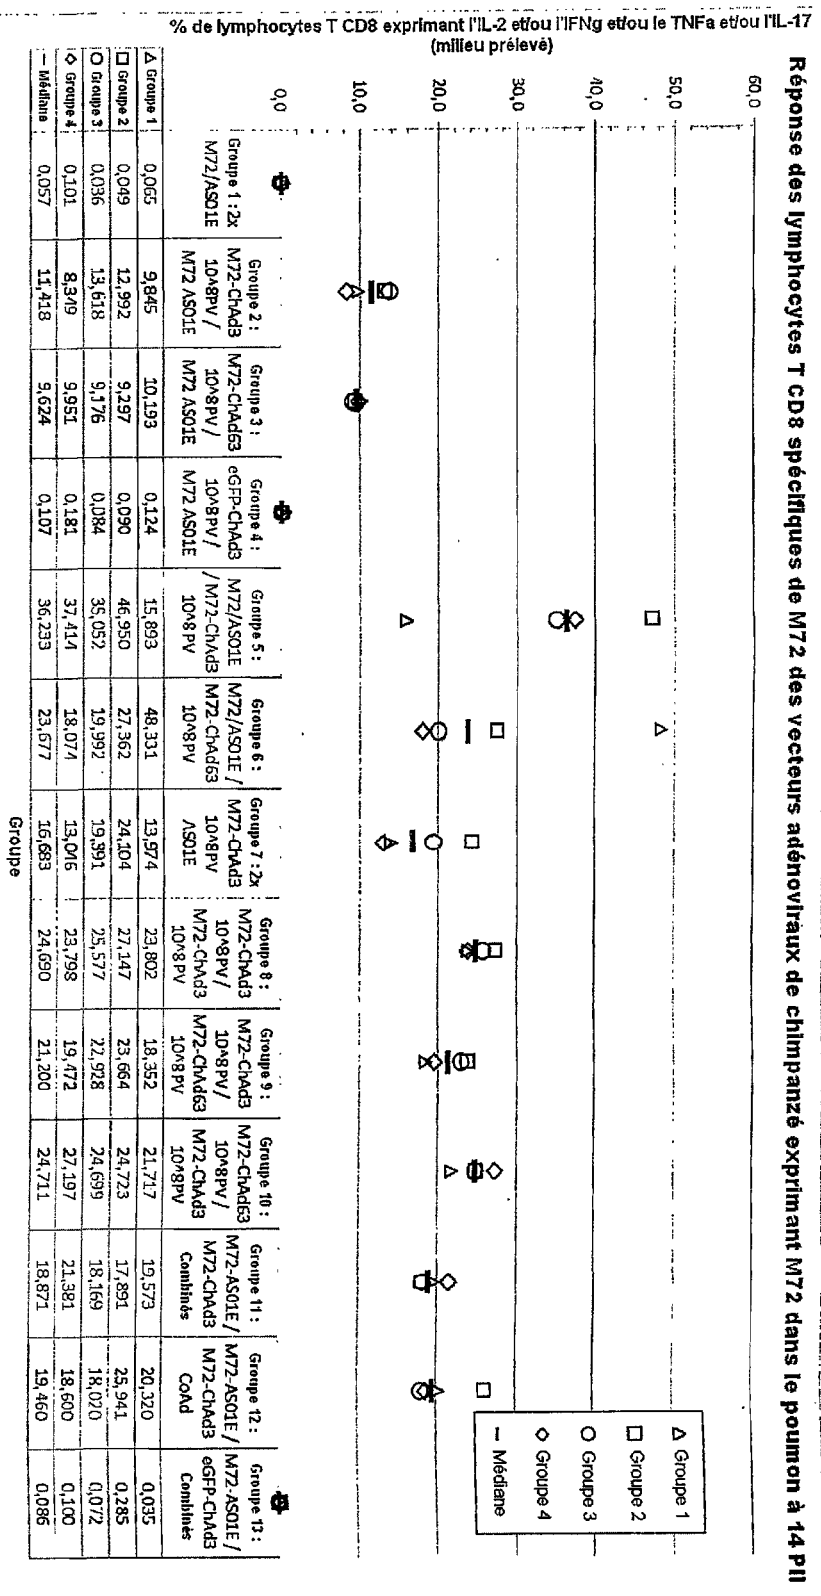 Réponse des lymphocytes T CD8 spécifiques de M72 des vecteurs adénoviraux de chimpanzé exprimant M72 dans le poumon à 14 PII
% de lymphocytes T CD8 exprimant l'IL-2 et/ou l'IFNg et/ou le TNFa et/ou l'IL-17
(milieu prélevé)
60,0
50,0
40,0
30,0
20,0
10,0
0,0
△ Groupe 1
□ Groupe 2
○ Groupe 3
◇ Groupe 4
— Médiane
Groupe 1 : 2x
M72/AS01E
Groupe 2 :
M72-ChAd3
10^8PV /
M72 AS01E
Groupe 3 :
M72-ChAd63
10^8PV /
M72 AS01E
Groupe 4 :
eGFP-ChAd3
10^8PV /
M72 AS01E
Groupe 5 :
M72/AS01E
/ M72-ChAd3
10^8PV
Groupe 6 :
M72/AS01E /
M72-ChAd63
10^8PV
Groupe 7 : 2x
M72-ChAd3
10^8PV
AS01E
Groupe 8 :
M72-ChAd3
10^8PV /
M72-ChAd3
10^8PV
Groupe 9 :
M72-ChAd3
10^8PV /
M72-ChAd63
10^8PV
Groupe 10 :
M72-ChAd63
10^8PV /
M72-ChAd3
10^8PV
Groupe 11 :
M72-AS01E /
M72-ChAd3
Combinés
Groupe 12 :
M72-AS01E /
M72-ChAd3
CoAd
Groupe 13 :
M72-AS01E /
eGFP-ChAd3
Combinés
△ Groupe 1 0,065 9,845 10,193 0,124 15,893 48,331 13,974 23,802 18,352 21,717 19,573 20,320 0,035
□ Groupe 2 0,049 12,992 9,297 0,090 46,950 27,362 24,104 27,147 23,664 24,723 17,891 25,941 0,285
○ Groupe 3 0,036 13,618 9,176 0,084 35,052 19,992 19,391 25,577 22,928 24,699 18,169 18,020 0,072
◇ Groupe 4 0,101 8,349 9,951 0,181 37,414 18,074 13,046 23,798 19,472 27,197 21,381 18,600 0,100
— Médiane 0,057 11,418 9,624 0,107 36,233 23,677 16,683 24,690 21,200 24,711 18,871 19,460 0,086
Groupe